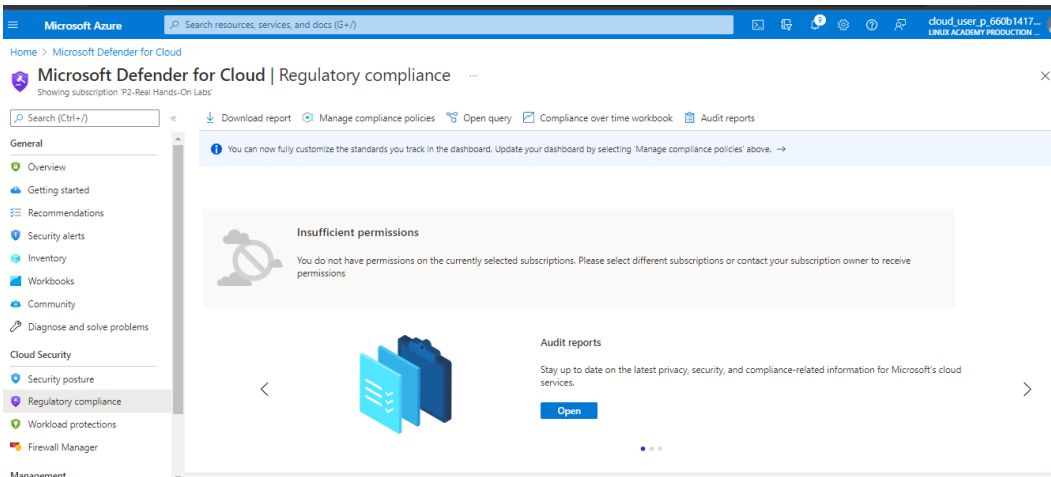 Microsoft Azure
Search resources, services, and docs (G+/)
9
cloud_user_p_660b1417...
LINUX ACADEMY PRODUCTION ...
Home > Microsoft Defender for Cloud
Microsoft Defender for Cloud | Regulatory compliance ...
Showing subscription 'P2-Real Hands-On Labs'
Search (Ctrl+/)
Download report
Manage compliance policies
Open query
Compliance over time workbook
Audit reports
General
Overview
Getting started
Recommendations
Security alerts
Inventory
Workbooks
Community
Diagnose and solve problems
Cloud Security
Security posture
Regulatory compliance
Workload protections
Firewall Manager
Management
You can now fully customize the standards you track in the dashboard. Update your dashboard by selecting 'Manage compliance policies' above. →
Insufficient permissions
You do not have permissions on the currently selected subscriptions. Please select different subscriptions or contact your subscription owner to receive
permissions
Audit reports
Stay up to date on the latest privacy, security, and compliance-related information for Microsoft's cloud
services.
Open